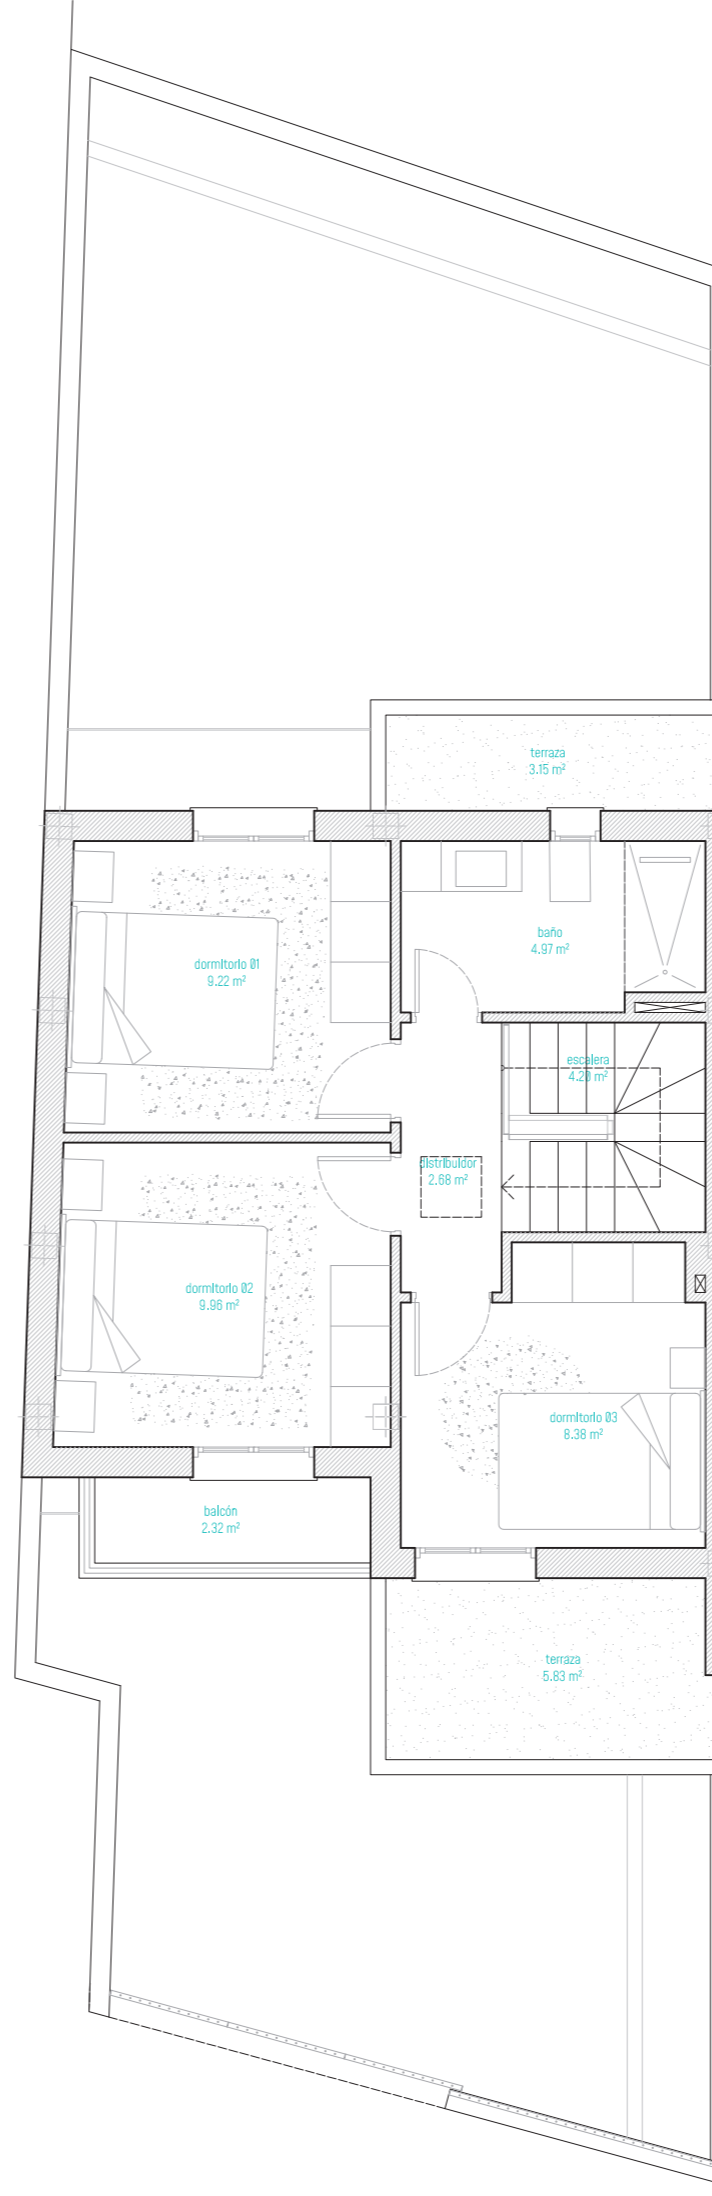 terraza
3.15 m²
baño
4.97 m²
dormitorio 01
9.22 m²
escalera
4.20 m²
distribuidor
2.68 m²
dormitorio 02
9.96 m²
dormitorio 03
8.38 m²
balcón
2.32 m²
terraza
5.83 m²